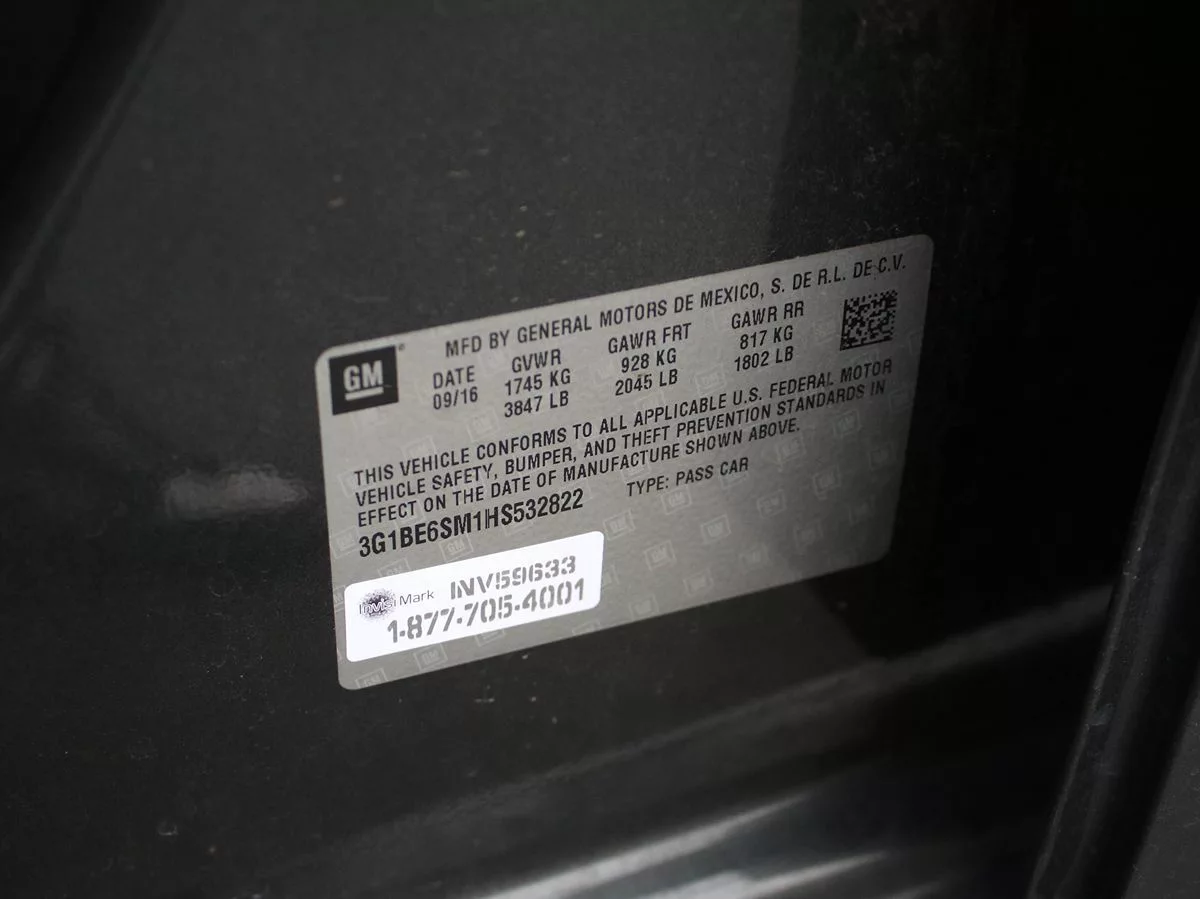 GM
MFD BY GENERAL MOTORS DE MEXICO, S. DE R.L. DE C.V.
DATE GVWR GAWR FRT GAWR RR
09/16 1745 KG 928 KG 817 KG
3847 LB 2045 LB 1802 LB
THIS VEHICLE CONFORMS TO ALL APPLICABLE U.S. FEDERAL MOTOR
VEHICLE SAFETY, BUMPER, AND THEFT PREVENTION STANDARDS IN
EFFECT ON THE DATE OF MANUFACTURE SHOWN ABOVE.
3G1BE6SM1HS532822 TYPE: PASS CAR
InvisiMark INV59633
1-877-705-4001